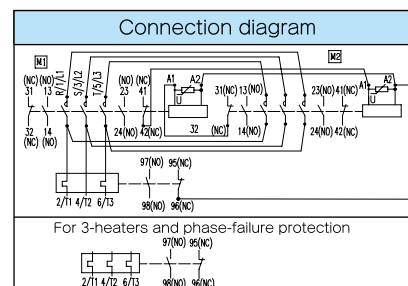 Connection diagram
M1 M2
(NC) (NO) R/1/L1 S/3/L2 T/5/L3 (NO) (NC) A1 A2 A1 A2
31 13 23 41 31(NC) 13(NO) 23(NO) 41(NC)
U U
32 14 24(NO) 42(NC) 32 (NC) 14(NO) 24(NO) 42(NC)
(NC) (NO)
97(NO) 95(NC)
2/T1 4/T2 6/T3 98(NO) 96(NC)
For 3-heaters and phase-failure protection
97(NO) 95(NC)
2/T1 4/T2 6/T3 98(NO) 96(NC)